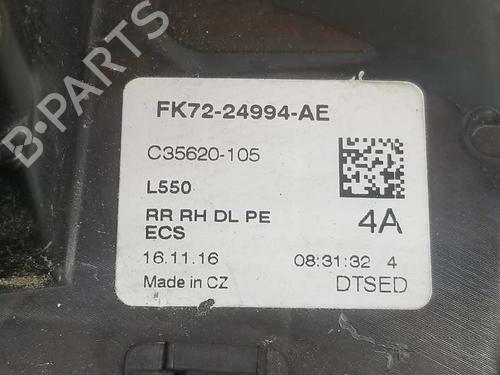 FK72-24994-AE
C35620-105
L550
RR RH DL PE
ECS
4A
16.11.16
08:31:32 4
Made in CZ
DTSED